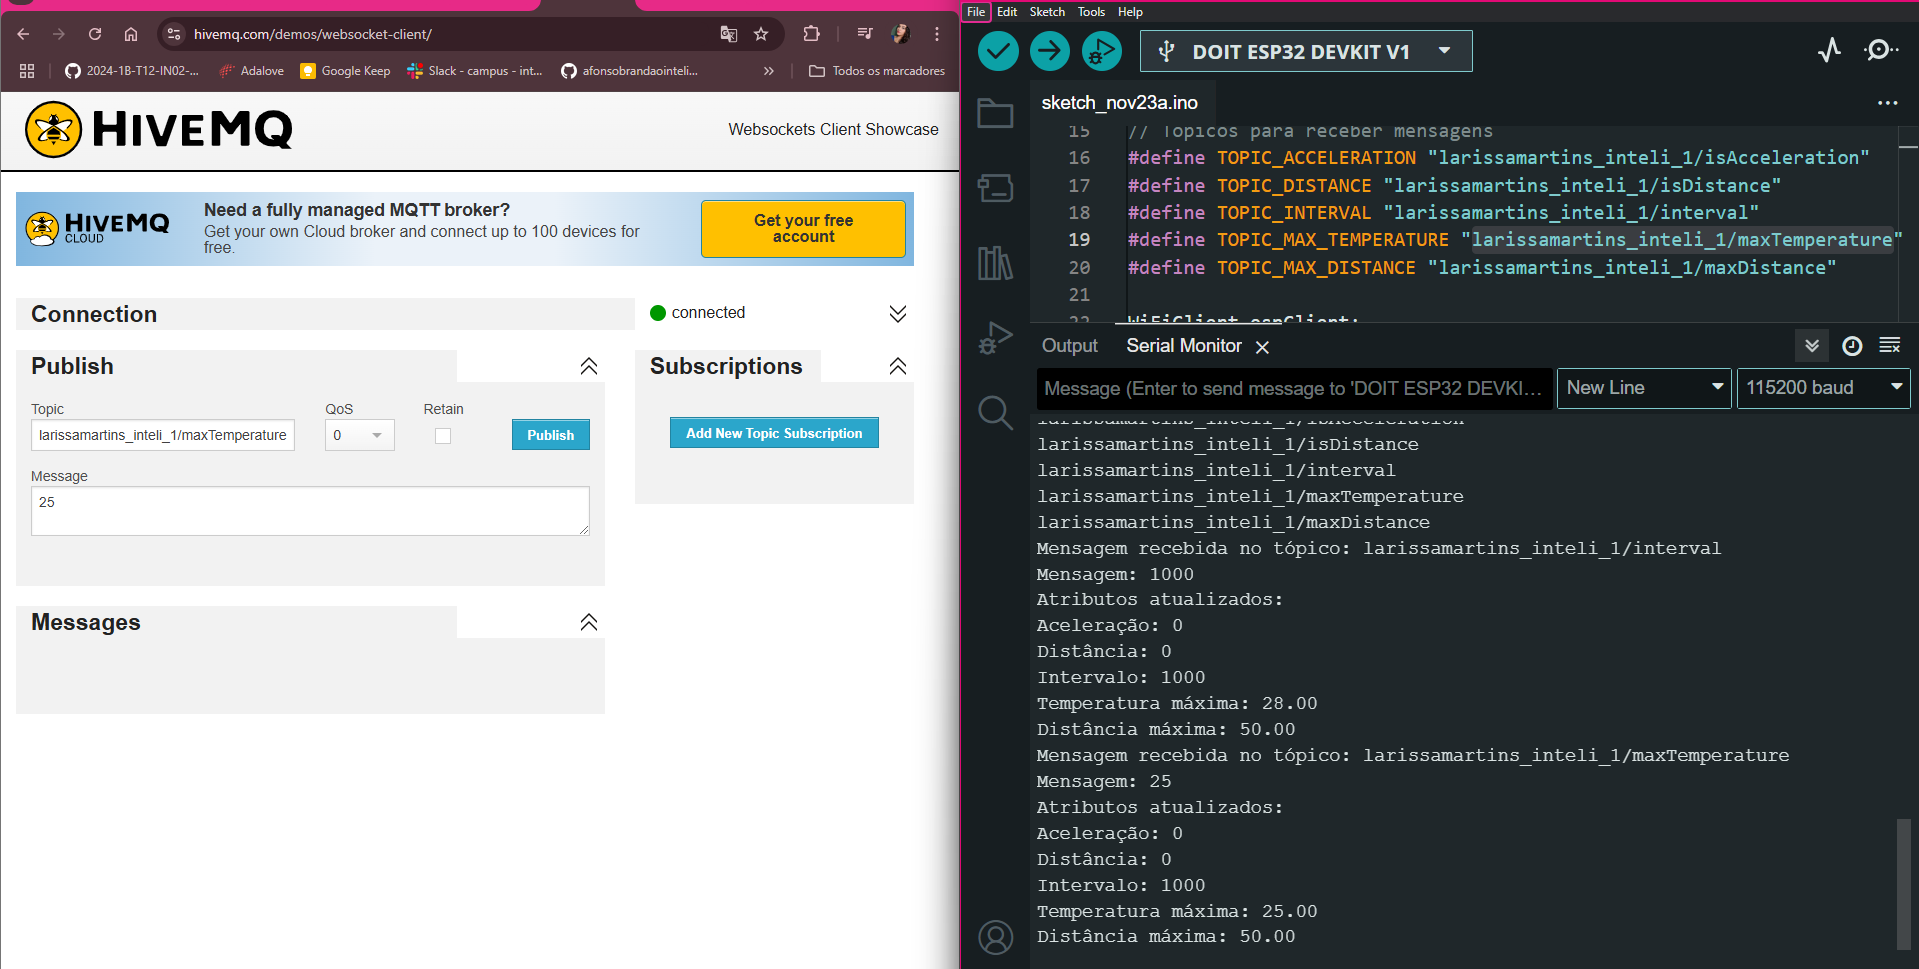 hivemq.com/demos/websocket-client/
2024-1B-T12-IN02-...
Adalove
Google Keep
Slack - campus - int...
afonsobrandaointeli...
»
Todos os marcadores
HIVEMQ
Websockets Client Showcase
HIVEMQ
CLOUD
Need a fully managed MQTT broker?
Get your own Cloud broker and connect up to 100 devices for
free.
Get your free
account
Connection
connected
Publish
Topic
QoS
Retain
larissamartins_inteli_1/maxTemperature
0
Publish
Message
25
Subscriptions
Add New Topic Subscription
Messages
File Edit Sketch Tools Help
DOIT ESP32 DEVKIT V1
sketch_nov23a.ino
15 // Tópicos para receber mensagens
16 #define TOPIC_ACCELERATION "larissamartins_inteli_1/isAcceleration"
17 #define TOPIC_DISTANCE "larissamartins_inteli_1/isDistance"
18 #define TOPIC_INTERVAL "larissamartins_inteli_1/interval"
19 #define TOPIC_MAX_TEMPERATURE "larissamartins_inteli_1/maxTemperature"
20 #define TOPIC_MAX_DISTANCE "larissamartins_inteli_1/maxDistance"
21
22 WiFiClient espClient;
Output
Serial Monitor
Message (Enter to send message to 'DOIT ESP32 DEVKI...
New Line
115200 baud
larissamartins_inteli_1/isAcceleration
larissamartins_inteli_1/isDistance
larissamartins_inteli_1/interval
larissamartins_inteli_1/maxTemperature
larissamartins_inteli_1/maxDistance
Mensagem recebida no tópico: larissamartins_inteli_1/interval
Mensagem: 1000
Atributos atualizados:
Aceleração: 0
Distância: 0
Intervalo: 1000
Temperatura máxima: 28.00
Distância máxima: 50.00
Mensagem recebida no tópico: larissamartins_inteli_1/maxTemperature
Mensagem: 25
Atributos atualizados:
Aceleração: 0
Distância: 0
Intervalo: 1000
Temperatura máxima: 25.00
Distância máxima: 50.00